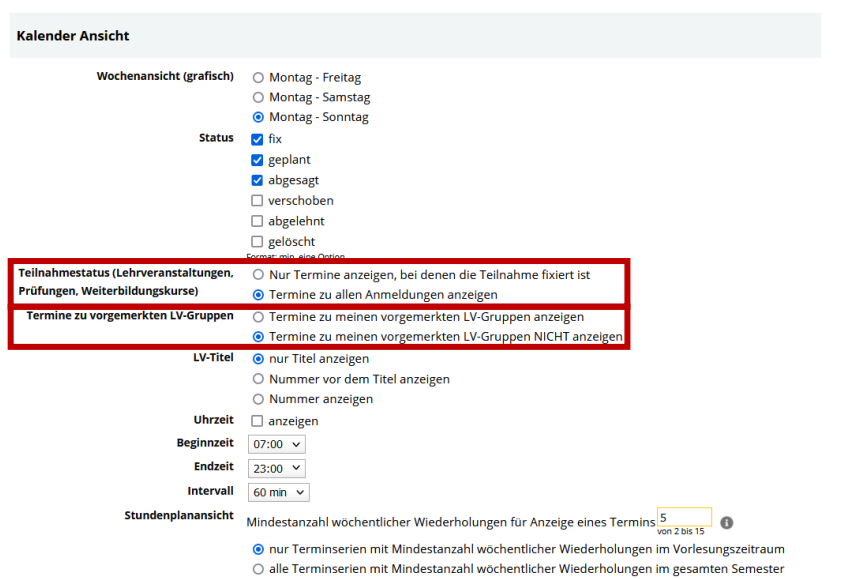 Kalender Ansicht
Wochenansicht (grafisch) Montag - Freitag
Montag - Samstag
Montag - Sonntag
Status fix
geplant
abgesagt
verschoben
abgelehnt
gelöscht
Format: min. eine Option
Teilnahmestatus (Lehrveranstaltungen, Nur Termine anzeigen, bei denen die Teilnahme fixiert ist
Prüfungen, Weiterbildungskurse) Termine zu allen Anmeldungen anzeigen
Termine zu vorgemerkten LV-Gruppen Termine zu meinen vorgemerkten LV-Gruppen anzeigen
Termine zu meinen vorgemerkten LV-Gruppen NICHT anzeigen
LV-Titel nur Titel anzeigen
Nummer vor dem Titel anzeigen
Nummer anzeigen
Uhrzeit anzeigen
Beginnzeit 07:00
Endzeit 23:00
Intervall 60 min
Stundenplanansicht Mindestanzahl wöchentlicher Wiederholungen für Anzeige eines Termins 5
von 2 bis 15
nur Terminserien mit Mindestanzahl wöchentlicher Wiederholungen im Vorlesungszeitraum
alle Terminserien mit Mindestanzahl wöchentlicher Wiederholungen im gesamten Semester